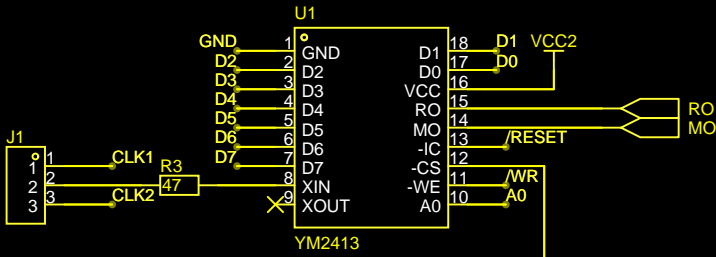 U1
GND 1 GND D1 18 D1 VCC2
D2 2 D2 D0 17 D0
D3 3 D3 VCC 16
D4 4 D4 RO 15 RO
D5 5 D5 MO 14 MO
D6 6 D6 -IC 13 /RESET
D7 7 D7 -CS 12
J1
1 1 CLK1
2 2 R3 47 8 XIN -WE 11 /WR
3 3 CLK2 9 XOUT A0 10 A0
YM2413